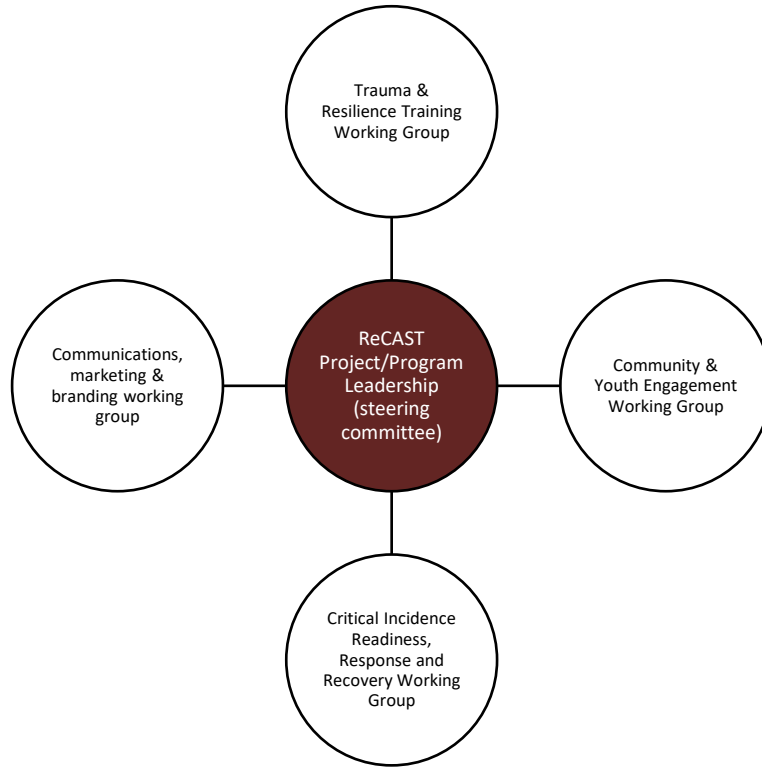 Trauma &
Resilience Training
Working Group
Communications,
marketing &
branding working
group
ReCAST
Project/Program
Leadership
(steering
committee)
Community &
Youth Engagement
Working Group
Critical Incidence
Readiness,
Response and
Recovery Working
Group